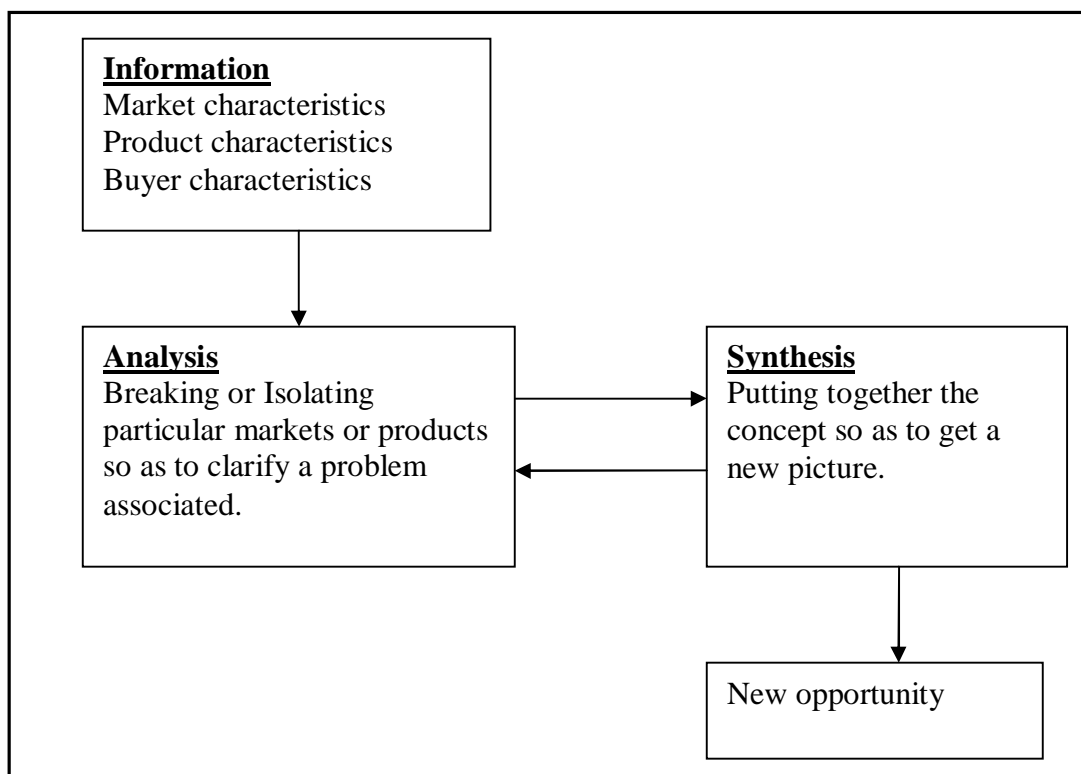 Information
Market characteristics
Product characteristics
Buyer characteristics
Analysis
Breaking or Isolating
particular markets or products
so as to clarify a problem
associated.
Synthesis
Putting together the
concept so as to get a
new picture.
New opportunity